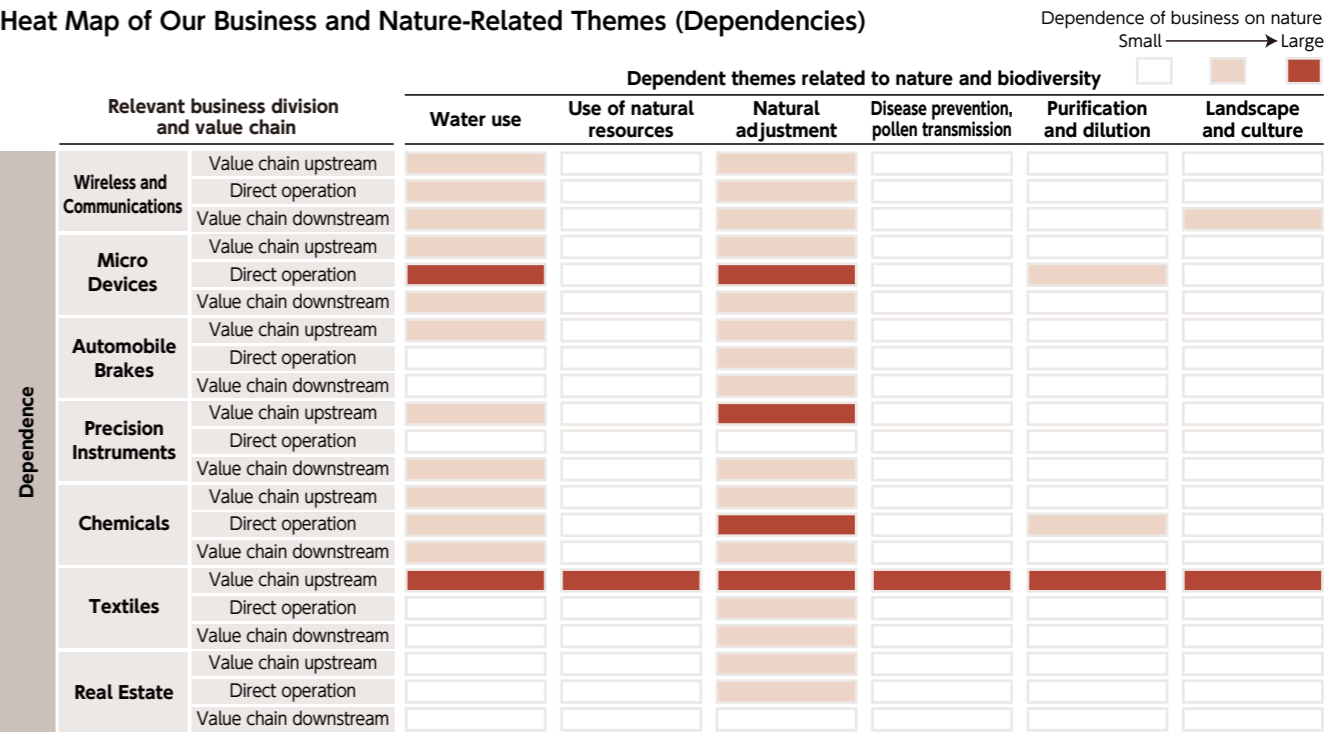 Heat Map of Our Business and Nature-Related Themes (Dependencies)
Dependence of business on nature
Small
Large
Dependent themes related to nature and biodiversity
Relevant business division
and value chain
Water use
Use of natural
resources
Natural
adjustment
Disease prevention,
pollen transmission
Purification
and dilution
Landscape
and culture
Dependence
Wireless and
Communications
Value chain upstream
Direct operation
Value chain downstream
Micro
Devices
Value chain upstream
Direct operation
Value chain downstream
Automobile
Brakes
Value chain upstream
Direct operation
Value chain downstream
Precision
Instruments
Value chain upstream
Direct operation
Value chain downstream
Chemicals
Value chain upstream
Direct operation
Value chain downstream
Textiles
Value chain upstream
Direct operation
Value chain downstream
Real Estate
Value chain upstream
Direct operation
Value chain downstream